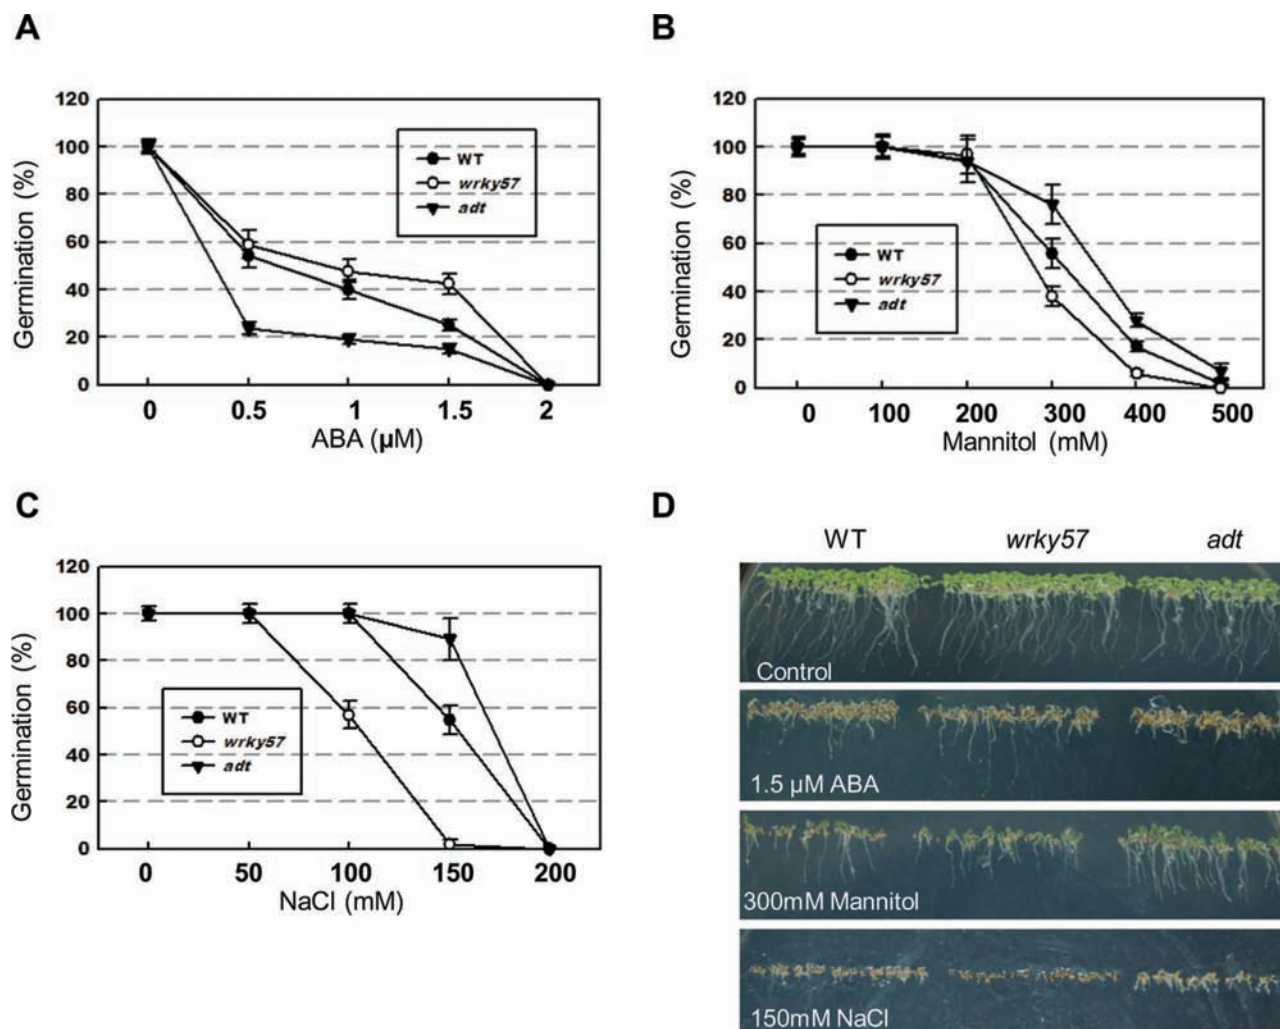 A
120
100
80
60
40
20
0
Germination (%)
WT
wrky57
adt
0 0.5 1 1.5 2
ABA (µM)
B
120
100
80
60
40
20
0
Germination (%)
WT
wrky57
adt
0 100 200 300 400 500
Mannitol (mM)
C
120
100
80
60
40
20
0
Germination (%)
WT
wrky57
adt
0 50 100 150 200
NaCl (mM)
D
WT wrky57 adt
Control
1.5 µM ABA
300mM Mannitol
150mM NaCl